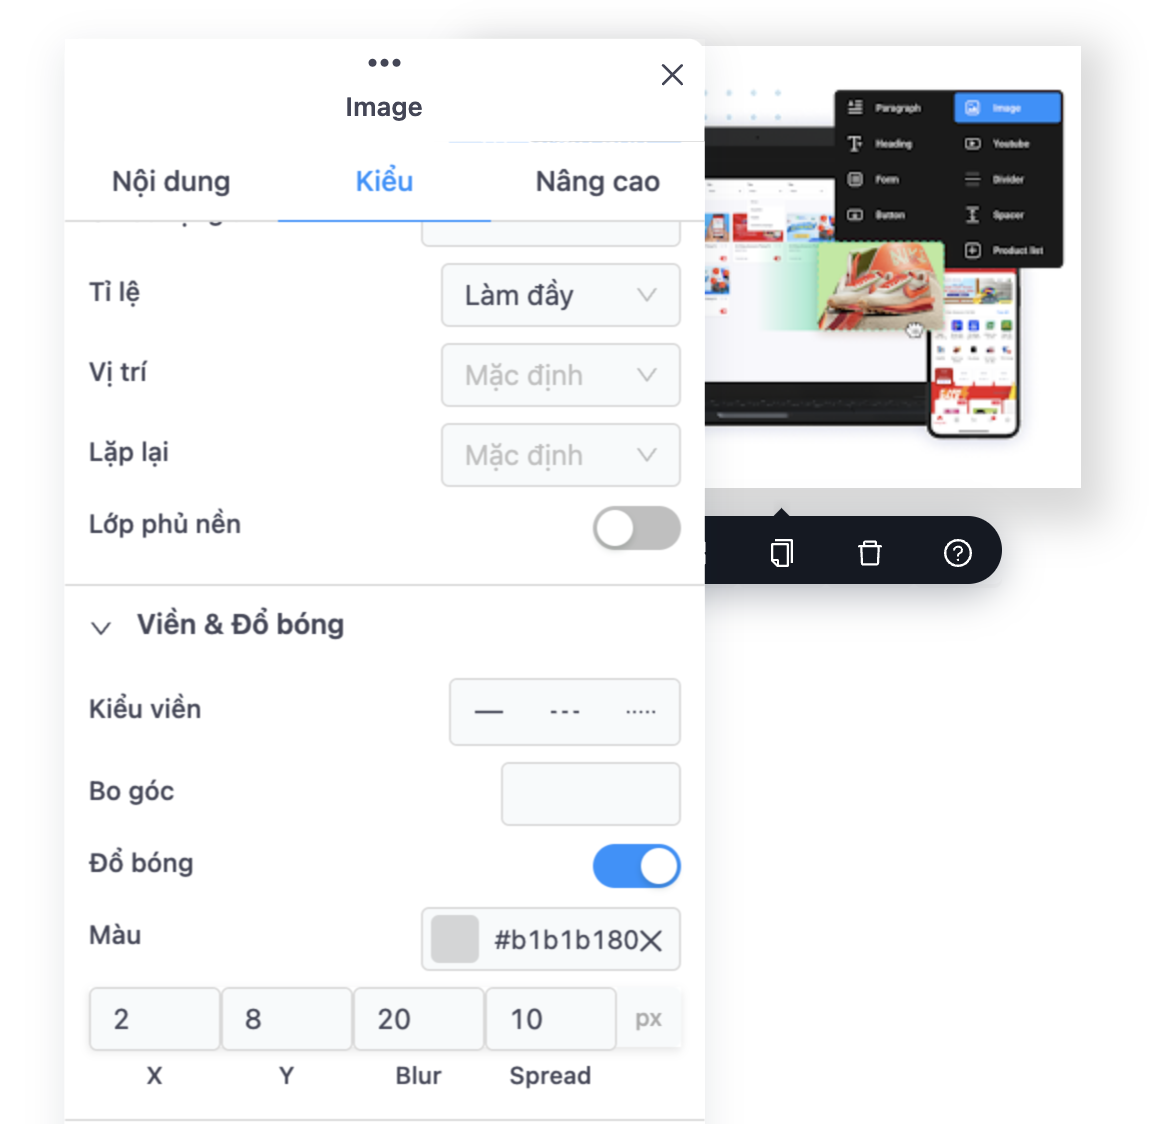 Image
Nội dung
Kiểu
Nâng cao
Tỉ lệ
Làm đầy
Vị trí
Mặc định
Lặp lại
Mặc định
Lớp phủ nền
Viền & Đổ bóng
Kiểu viền
Bo góc
Đổ bóng
Màu
#b1b1b180
2 8 20 10 px
X Y Blur Spread
Paragraph Image
Heading Youtube
Form Divider
Button Spacer
Product list